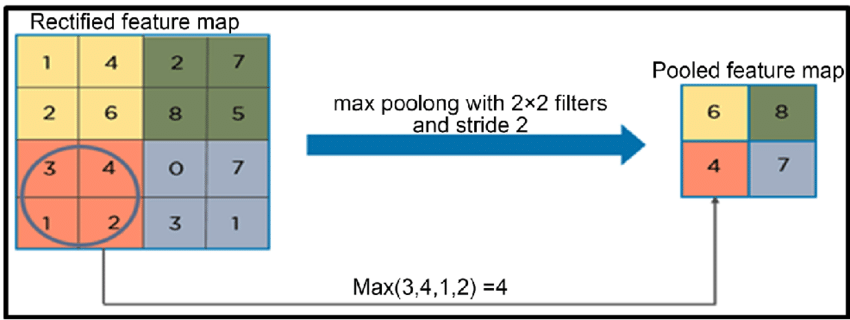 Rectified feature map
1 4 2 7
2 6 8 5
3 4 0 7
1 2 3 1
max poolong with 2×2 filters
and stride 2
Pooled feature map
6 8
4 7
Max(3,4,1,2) =4